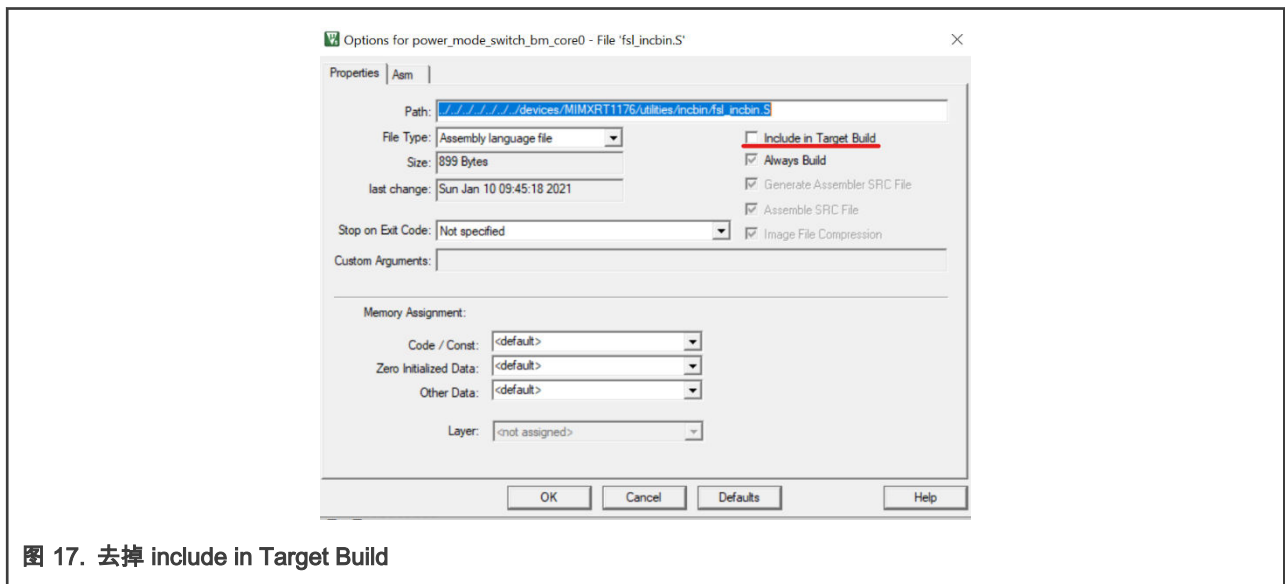 Options for power_mode_switch_bm_core0 - File 'fsl_incbin.S'
Properties Asm
Path: ../../../../../../../devices/MIMXRT1176/utilities/incbin/fsl_incbin.S
File Type: Assembly language file
Include in Target Build
Size: 899 Bytes
Always Build
last change: Sun Jan 10 09:45:18 2021
Generate Assembler SRC File
Assemble SRC File
Stop on Exit Code: Not specified
Image File Compression
Custom Arguments:
Memory Assignment:
Code / Const: <default>
Zero Initialized Data: <default>
Other Data: <default>
Layer: <not assigned>
OK Cancel Defaults Help
图 17. 去掉 include in Target Build